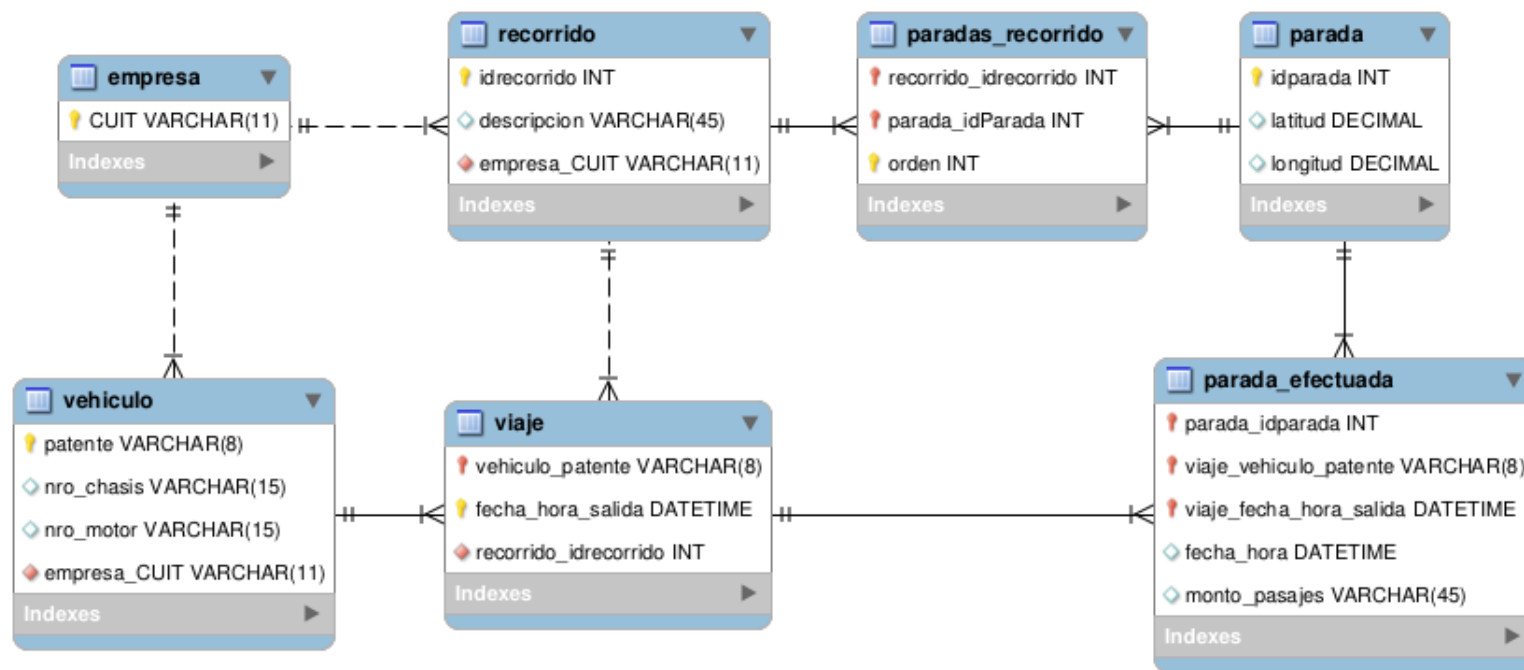 empresa
CUIT VARCHAR(11)
Indexes
recorrido
idrecorrido INT
descripcion VARCHAR(45)
empresa_CUIT VARCHAR(11)
Indexes
paradas_recorrido
recorrido_idrecorrido INT
parada_idParada INT
orden INT
Indexes
parada
idparada INT
latitud DECIMAL
longitud DECIMAL
Indexes
vehiculo
patente VARCHAR(8)
nro_chasis VARCHAR(15)
nro_motor VARCHAR(15)
empresa_CUIT VARCHAR(11)
Indexes
viaje
vehiculo_patente VARCHAR(8)
fecha_hora_salida DATETIME
recorrido_idrecorrido INT
Indexes
parada_efectuada
parada_idparada INT
viaje_vehiculo_patente VARCHAR(8)
viaje_fecha_hora_salida DATETIME
fecha_hora DATETIME
monto_pasajes VARCHAR(45)
Indexes